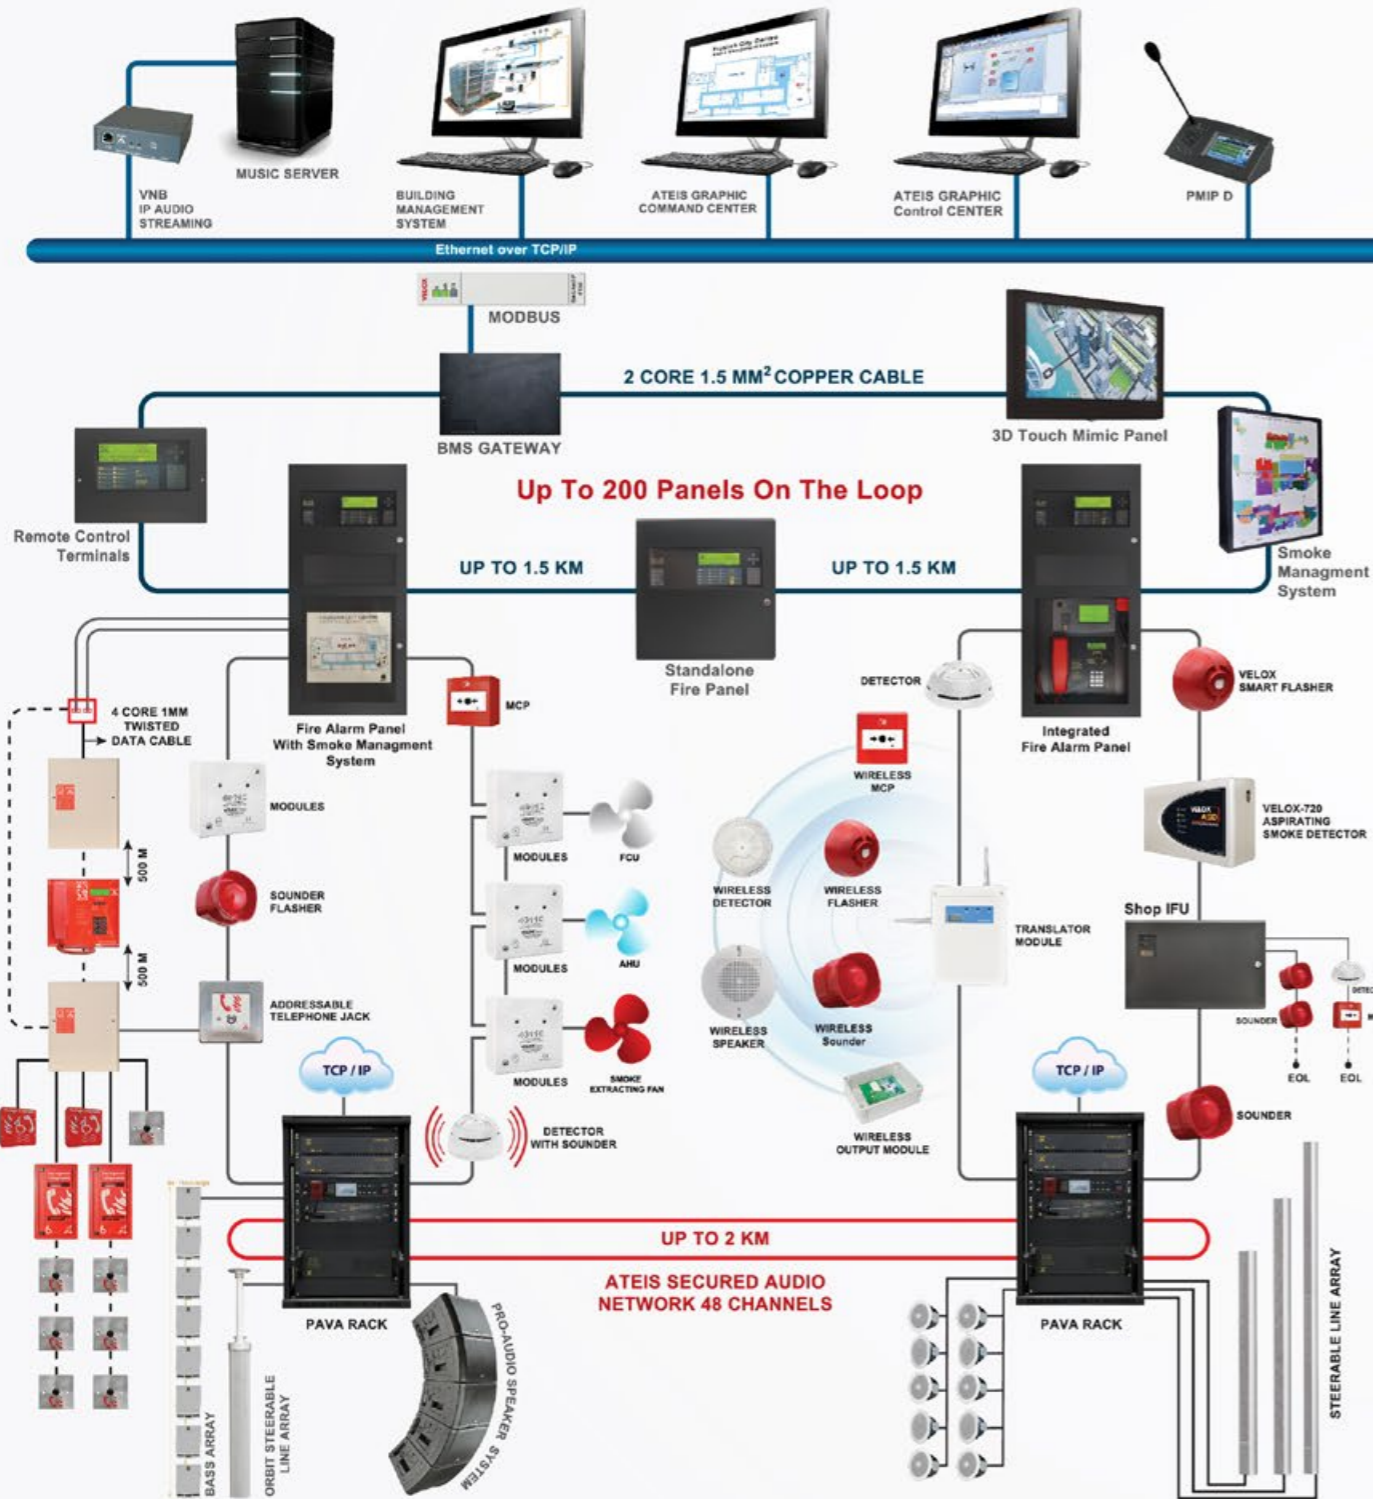 MUSIC SERVER
VNB
IP AUDIO
STREAMING
BUILDING
MANAGEMENT
SYSTEM
ATEIS GRAPHIC
COMMAND CENTER
ATEIS GRAPHIC
Control CENTER
PMIP D
Ethernet over TCP/IP
VELOX
MODBUS
2 CORE 1.5 MM² COPPER CABLE
BMS GATEWAY
3D Touch Mimic Panel
Up To 200 Panels On The Loop
Remote Control
Terminals
UP TO 1.5 KM
UP TO 1.5 KM
Smoke
Managment
System
Standalone
Fire Panel
DETECTOR
VELOX
SMART FLASHER
MCP
4 CORE 1MM
TWISTED
DATA CABLE
Fire Alarm Panel
With Smoke Managment
System
Integrated
Fire Alarm Panel
WIRELESS
MCP
MODULES
MODULES
FCU
VELOX
ASD
VELOX-720
ASPIRATING
SMOKE DETECTOR
500 M
SOUNDER
FLASHER
WIRELESS
DETECTOR
WIRELESS
FLASHER
Shop IFU
TRANSLATOR
MODULE
MODULES
AHU
500 M
ADDRESSABLE
TELEPHONE JACK
WIRELESS
SPEAKER
WIRELESS
Sounder
SOUNDER
EOL
EOL
TCP / IP
MODULES
SMOKE
EXTRACTING FAN
TCP / IP
DETECTOR
WITH SOUNDER
WIRELESS
OUTPUT MODULE
SOUNDER
UP TO 2 KM
ATEIS SECURED AUDIO
NETWORK 48 CHANNELS
PAVA RACK
PAVA RACK
BASS ARRAY
ORBIT STEERABLE
LINE ARRAY
PRO-AUDIO SPEAKER SYSTEM
STEERABLE LINE ARRAY